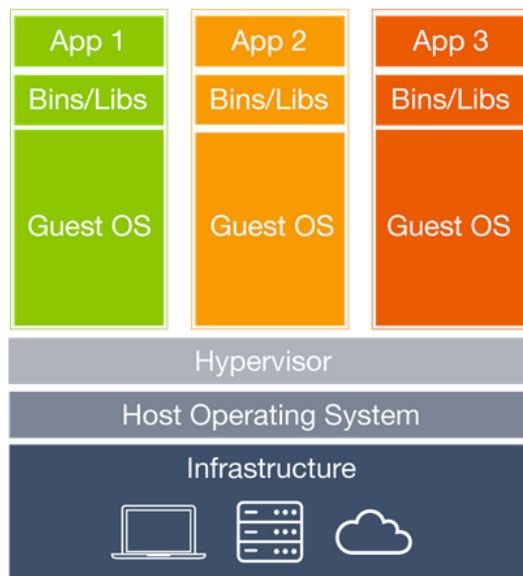 App 1
App 2
App 3
Bins/Libs
Bins/Libs
Bins/Libs
Guest OS
Guest OS
Guest OS
Hypervisor
Host Operating System
Infrastructure